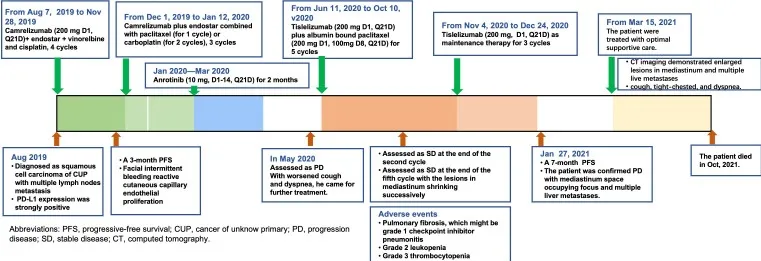 From Aug 7, 2019 to Nov
28, 2019
Camrelizumab (200 mg D1,
Q21D)+ endostar + vinorelbine
and cisplatin, 4 cycles
From Dec 1, 2019 to Jan 12, 2020
Camrelizumab plus endostar combined
with paclitaxel (for 1 cycle) or
carboplatin (for 2 cycles), 3 cycles
Jan 2020—Mar 2020
Anrotinib (10 mg, D1-14, Q21D) for 2 months
From Jun 11, 2020 to Oct 10,
v2020
Tislelizumab (200 mg D1, Q21D)
plus albumin bound paclitaxel
(200 mg D1, 100mg D8, Q21D) for
5 cycles
From Nov 4, 2020 to Dec 24, 2020
Tislelizumab (200 mg, D1, Q21D) as
maintenance therapy for 3 cycles
From Mar 15, 2021
The patient were
treated with optimal
supportive care.
• CT imaging demonstrated enlarged
lesions in mediastinum and multiple
live metastases
• cough, tight-chested, and dyspnea.
Aug 2019
• Diagnosed as squamous
cell carcinoma of CUP
with multiple lymph nodes
metastasis
• PD-L1 expression was
strongly positive
• A 3-month PFS
• Facial intermittent
bleeding reactive
cutaneous capillary
endothelial
proliferation
In May 2020
Assessed as PD
With worsened cough
and dyspnea, he came for
further treatment.
• Assessed as SD at the end of the
second cycle
• Assessed as SD at the end of the
fifth cycle with the lesions in
mediastinum shrinking
successively
Adverse events
• Pulmonary fibrosis, which might be
grade 1 checkpoint inhibitor
pneumonitis
• Grade 2 leukopenia
• Grade 3 thrombocytopenia
Jan 27, 2021
• A 7-month PFS
• The patient was confirmed PD
with mediastinum space
occupying focus and multiple
liver metastases.
The patient died
in Oct, 2021.
Abbreviations: PFS, progressive-free survival; CUP, cancer of unknow primary; PD, progression
disease; SD, stable disease; CT, computed tomography.